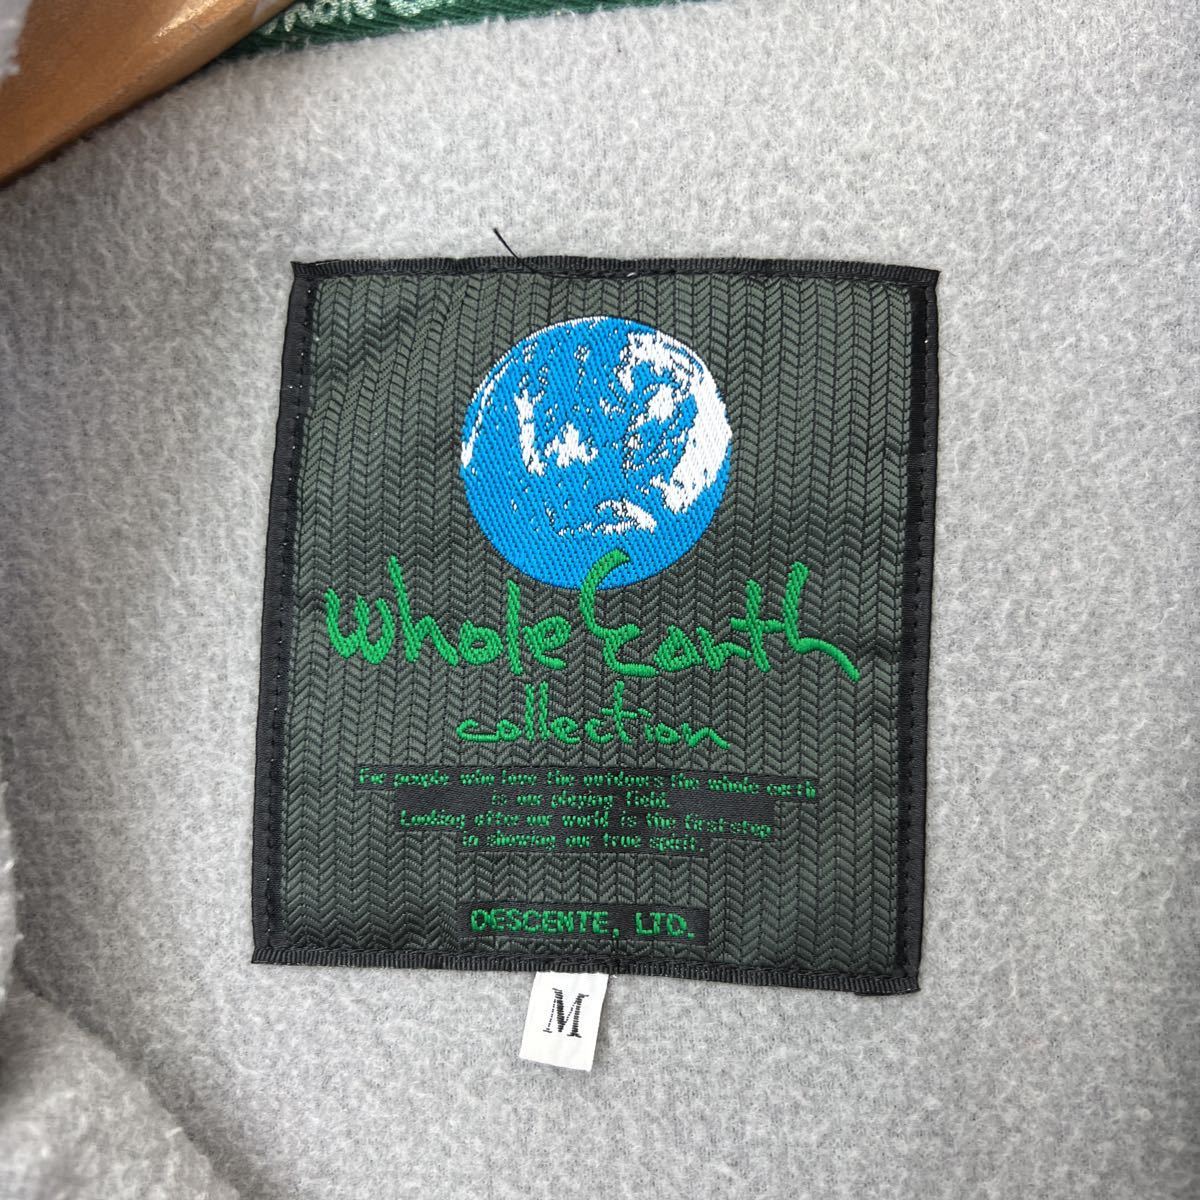 whole
Whole Earth
collection
For people who love the outdoors the whole earth
is our playing field.
Looking after our world is the first step
in showing our true spirit.
DESCENTE, LTD.
M